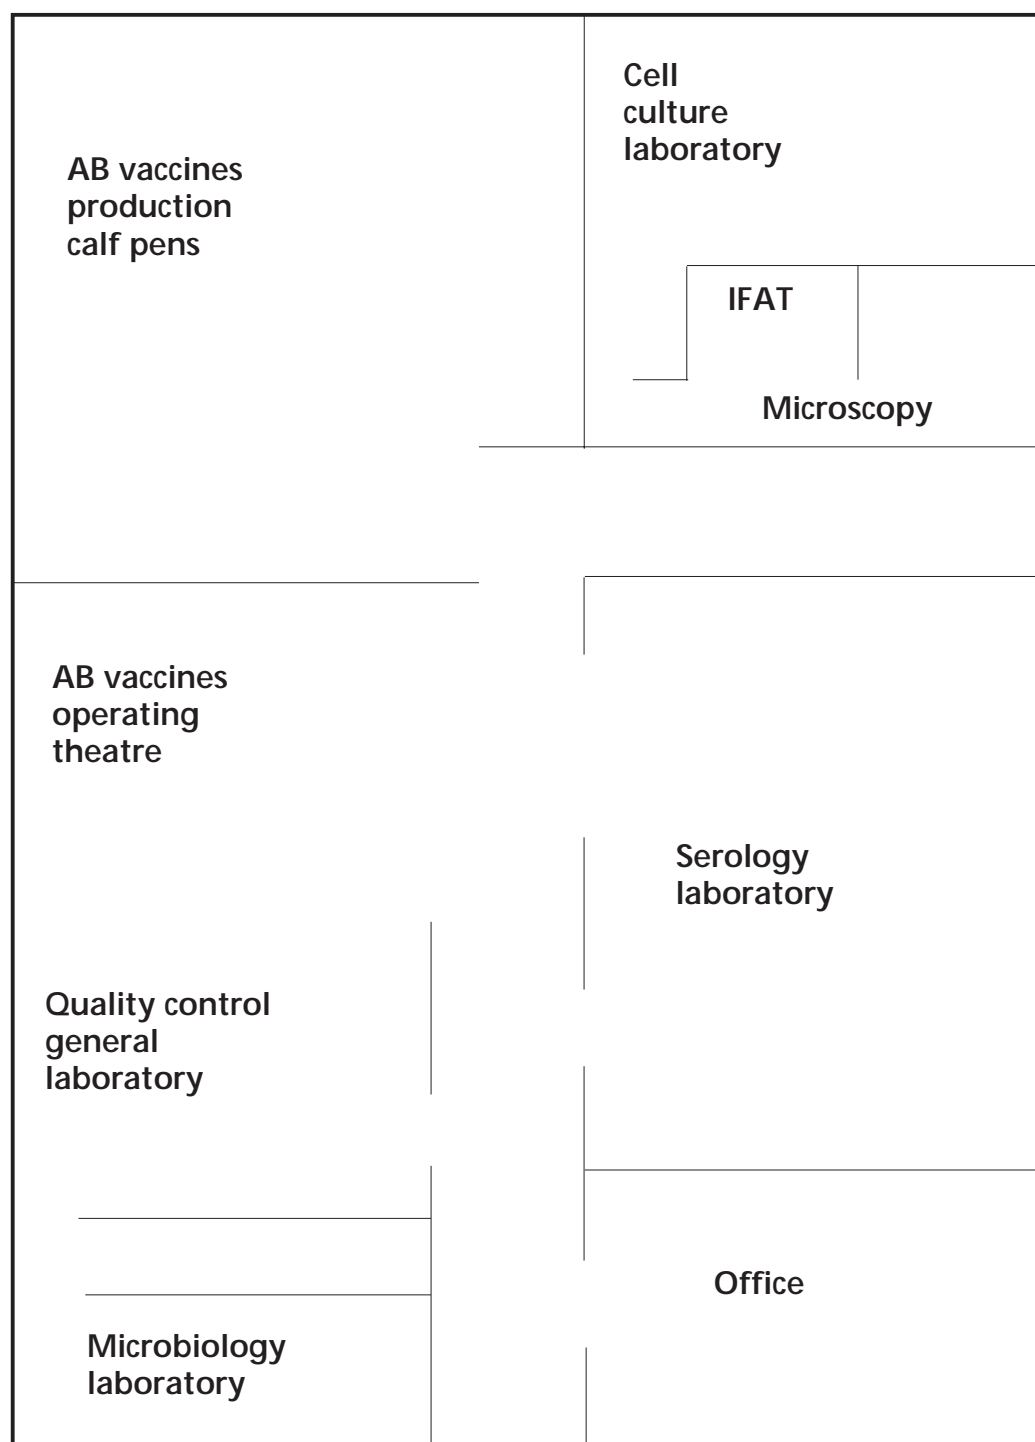 Cell
culture
laboratory
AB vaccines
production
calf pens
IFAT
Microscopy
AB vaccines
operating
theatre
Serology
laboratory
Quality control
general
laboratory
Office
Microbiology
laboratory